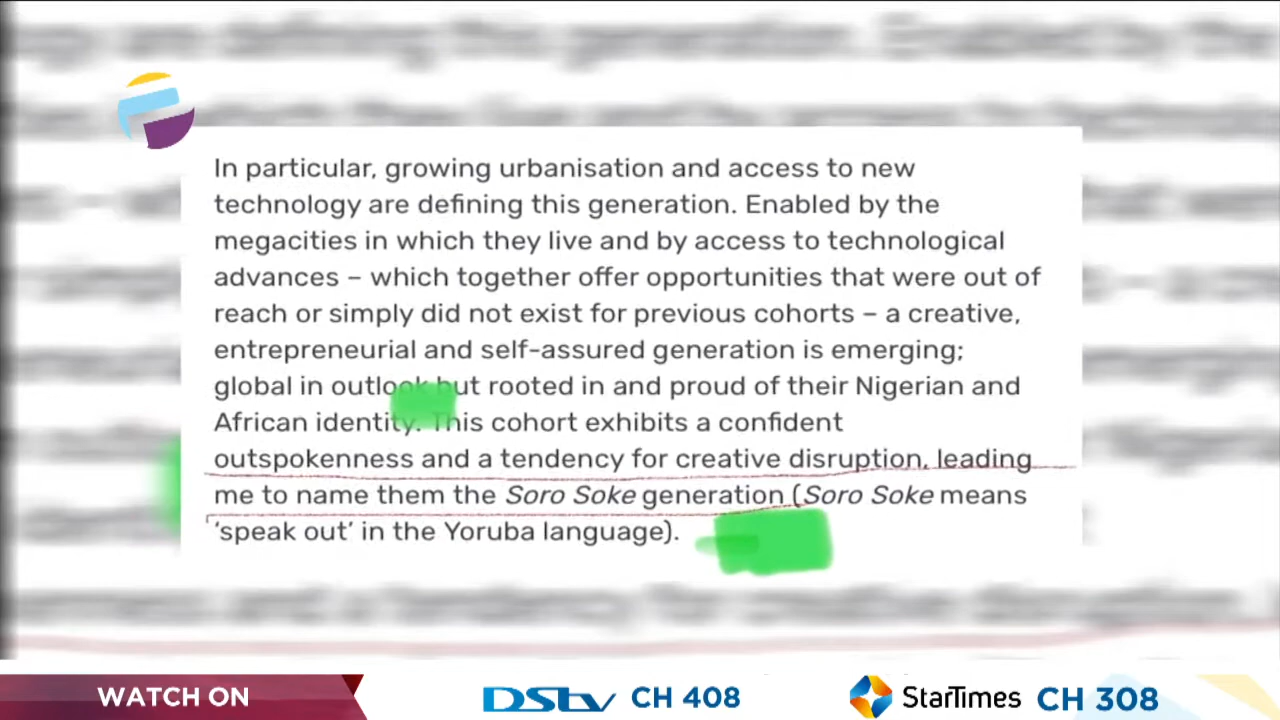 In particular, growing urbanisation and access to new
technology are defining this generation. Enabled by the
megacities in which they live and by access to technological
advances – which together offer opportunities that were out of
reach or simply did not exist for previous cohorts – a creative,
entrepreneurial and self-assured generation is emerging;
global in outlook but rooted in and proud of their Nigerian and
African identity. This cohort exhibits a confident
outspokenness and a tendency for creative disruption, leading
me to name them the Soro Soke generation (Soro Soke means
'speak out' in the Yoruba language).
WATCH ON DStv CH 408 StarTimes CH 308